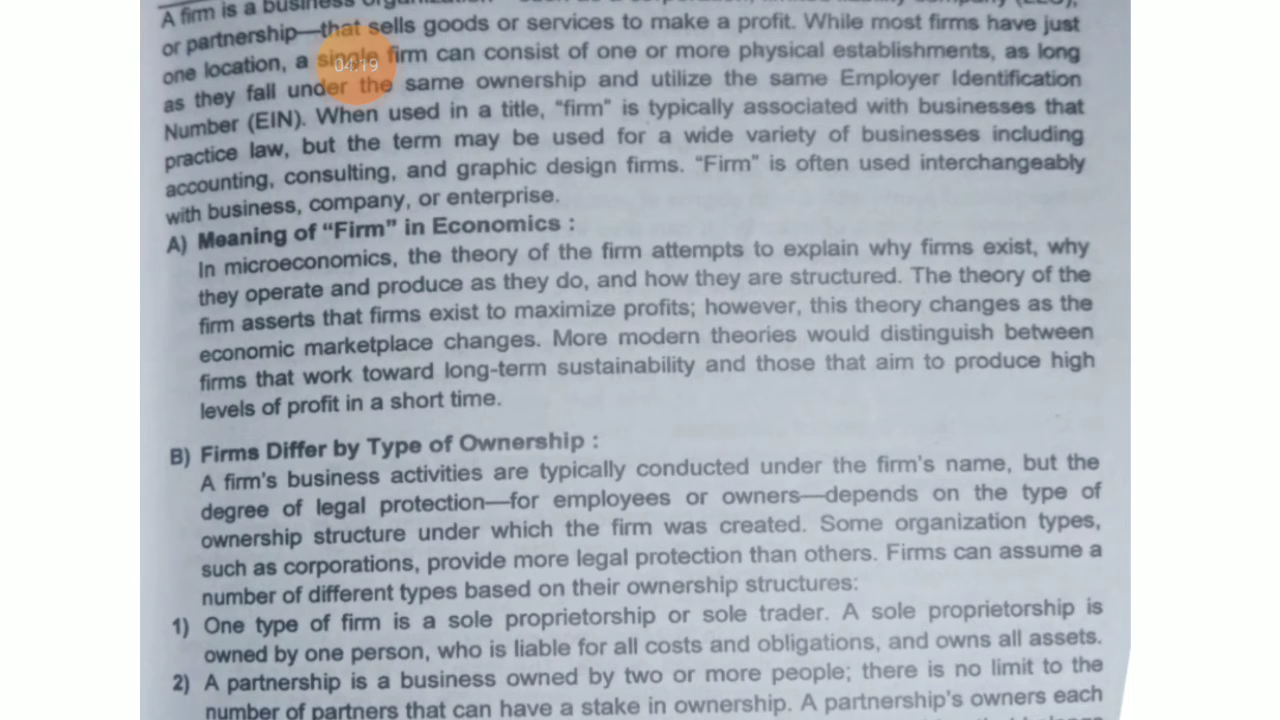 A firm is a business organization
or partnership—that sells goods or services to make a profit. While most firms have just
one location, a single firm can consist of one or more physical establishments, as long
as they fall under the same ownership and utilize the same Employer Identification
Number (EIN). When used in a title, “firm” is typically associated with businesses that
practice law, but the term may be used for a wide variety of businesses including
accounting, consulting, and graphic design firms. “Firm” is often used interchangeably
with business, company, or enterprise.
A) Meaning of “Firm” in Economics :
In microeconomics, the theory of the firm attempts to explain why firms exist, why
they operate and produce as they do, and how they are structured. The theory of the
firm asserts that firms exist to maximize profits; however, this theory changes as the
economic marketplace changes. More modern theories would distinguish between
firms that work toward long-term sustainability and those that aim to produce high
levels of profit in a short time.
B) Firms Differ by Type of Ownership :
A firm's business activities are typically conducted under the firm's name, but the
degree of legal protection—for employees or owners—depends on the type of
ownership structure under which the firm was created. Some organization types,
such as corporations, provide more legal protection than others. Firms can assume a
number of different types based on their ownership structures:
1) One type of firm is a sole proprietorship or sole trader. A sole proprietorship is
owned by one person, who is liable for all costs and obligations, and owns all assets.
2) A partnership is a business owned by two or more people; there is no limit to the
number of partners that can have a stake in ownership. A partnership's owners each
04:19